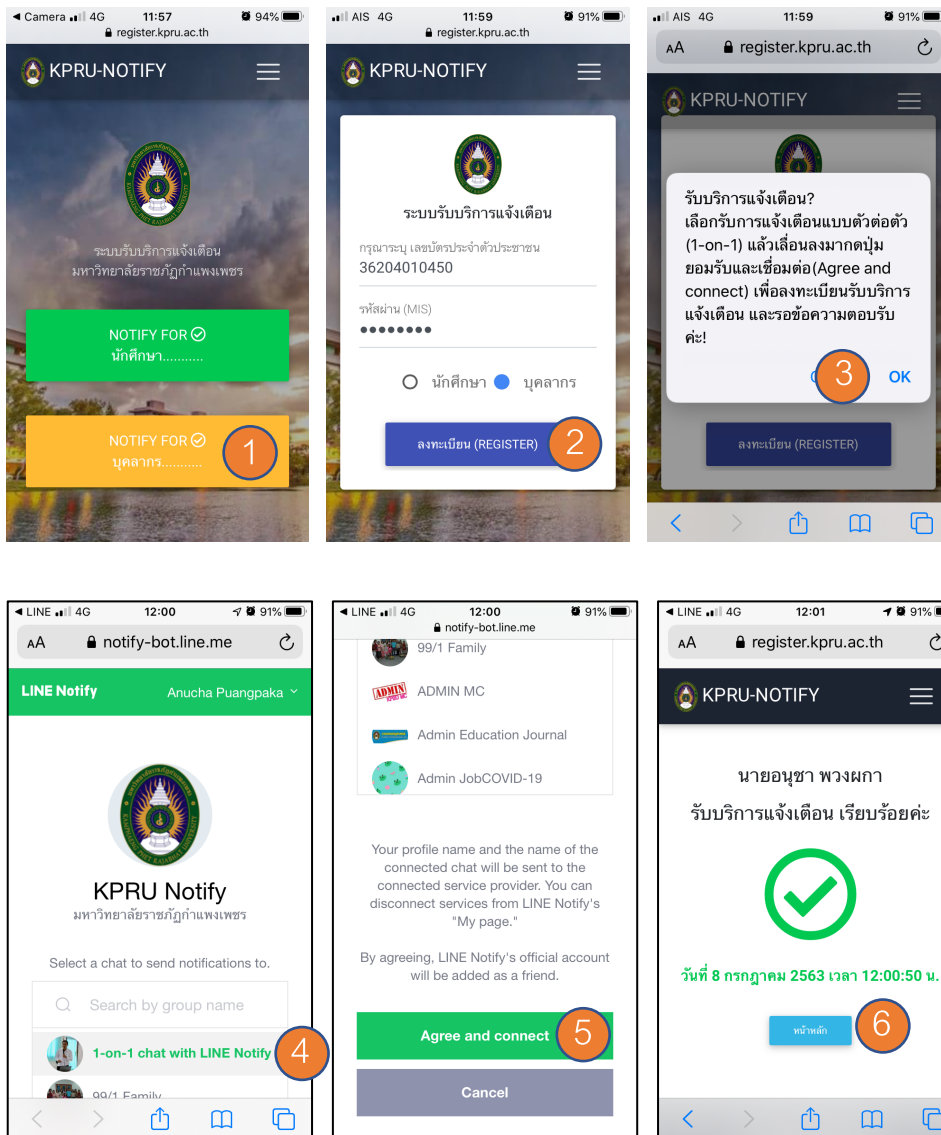 Camera 4G 11:57 94%
register.kpru.ac.th
KPRU-NOTIFY
ระบบรับบริการแจ้งเตือน
มหาวิทยาลัยราชภัฏกำแพงเพชร
NOTIFY FOR
นักศึกษา...........
NOTIFY FOR
บุคลากร...........
1
AIS 4G 11:59 91%
register.kpru.ac.th
KPRU-NOTIFY
ระบบรับบริการแจ้งเตือน
กรุณาระบุ เลขบัตรประจำตัวประชาชน
36204010450
รหัสผ่าน (MIS)
นักศึกษา บุคลากร
ลงทะเบียน (REGISTER)
2
AIS 4G 11:59 91%
AA register.kpru.ac.th
KPRU-NOTIFY
รับบริการแจ้งเตือน?
เลือกรับการแจ้งเตือนแบบตัวต่อตัว
(1-on-1) แล้วเลื่อนลงมากดปุ่ม
ยอมรับและเชื่อมต่อ(Agree and
connect) เพื่อลงทะเบียนรับบริการ
แจ้งเตือน และรอข้อความตอบรับ
ค่ะ!
3 OK
ลงทะเบียน (REGISTER)
LINE 4G 12:00 91%
AA notify-bot.line.me
LINE Notify Anucha Puangpaka
KPRU Notify
มหาวิทยาลัยราชภัฏกำแพงเพชร
Select a chat to send notifications to.
Search by group name
1-on-1 chat with LINE Notify
4
99/1 Family
LINE 4G 12:00 91%
notify-bot.line.me
99/1 Family
ADMIN MC
Admin Education Journal
Admin JobCOVID-19
Your profile name and the name of the
connected chat will be sent to the
connected service provider. You can
disconnect services from LINE Notify's
"My page."
By agreeing, LINE Notify's official account
will be added as a friend.
Agree and connect
5
Cancel
LINE 4G 12:01 91%
AA register.kpru.ac.th
KPRU-NOTIFY
นายอนุชา พวงผกา
รับบริการแจ้งเตือน เรียบร้อยค่ะ
วันที่ 8 กรกฎาคม 2563 เวลา 12:00:50 น.
หน้าหลัก
6